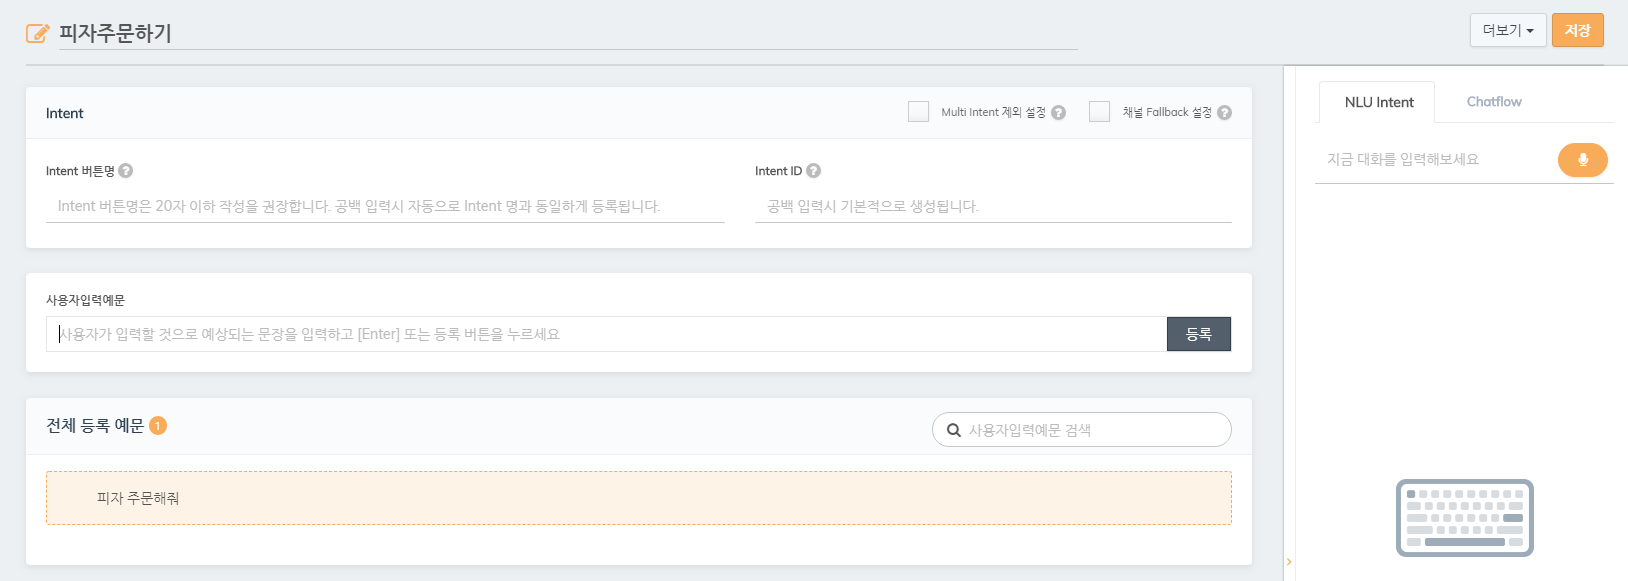 피자주문하기
더보기
저장
Intent
Multi Intent 제외 설정 ?
채널 Fallback 설정 ?
Intent 버튼명 ?
Intent ID ?
Intent 버튼명은 20자 이하 작성을 권장합니다. 공백 입력시 자동으로 Intent 명과 동일하게 등록됩니다.
공백 입력시 기본적으로 생성됩니다.
사용자입력예문
사용자가 입력할 것으로 예상되는 문장을 입력하고 [Enter] 또는 등록 버튼을 누르세요
등록
전체 등록 예문 1
사용자입력예문 검색
피자 주문해줘
NLU Intent
Chatflow
지금 대화를 입력해보세요